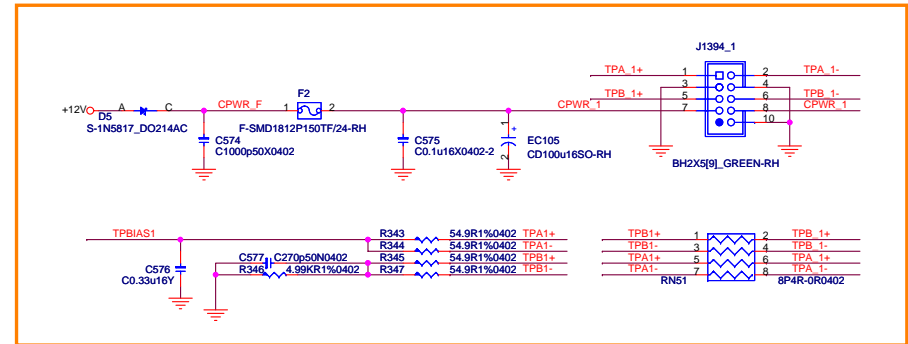 J1394_1
TPA_1+ 1 2 TPA_1-
3 4
TPB_1+ 5 6 TPB_1-
CPWR_1 7 8 CPWR_1
10
BH2X5[9]_GREEN-RH
+12V A C CPWR_F 1 F2 2
D5
S-1N5817_DO214AC
F-SMD1812P150TF/24-RH
C574
C1000p50X0402
C575
C0.1u16X0402-2
1 +
2
EC105
CD100u16SO-RH
TPBIAS1
R343 54.9R1%0402 TPA1+
R344 54.9R1%0402 TPA1-
C577 C270p50N0402 R345 54.9R1%0402 TPB1+
R346 4.99KR1%0402 R347 54.9R1%0402 TPB1-
C576
C0.33u16Y
TPB1+ 1 2 TPB_1+
TPB1- 3 4 TPB_1-
TPA1+ 5 6 TPA_1+
TPA1- 7 8 TPA_1-
RN51 8P4R-0R0402